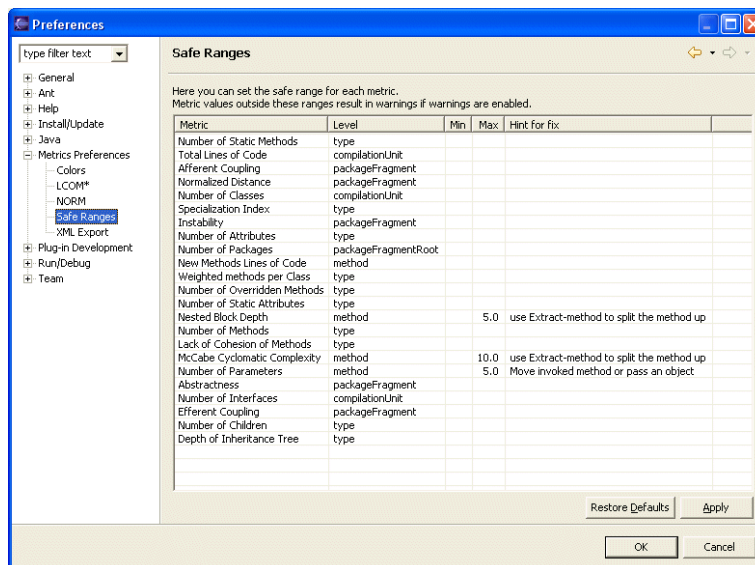 Preferences
type filter text
General
Ant
Help
Install/Update
Java
Metrics Preferences
Colors
LCOM*
NORM
Safe Ranges
XML Export
Plug-in Development
Run/Debug
Team
Safe Ranges
Here you can set the safe range for each metric.
Metric values outside these ranges result in warnings if warnings are enabled.
Metric Level Min Max Hint for fix
Number of Static Methods type
Total Lines of Code compilationUnit
Afferent Coupling packageFragment
Normalized Distance packageFragment
Number of Classes compilationUnit
Specialization Index type
Instability packageFragment
Number of Attributes type
Number of Packages packageFragmentRoot
New Methods Lines of Code method
Weighted methods per Class type
Number of Overridden Methods type
Number of Static Attributes type
Nested Block Depth method 5.0 use Extract-method to split the method up
Number of Methods type
Lack of Cohesion of Methods type
McCabe Cyclomatic Complexity method 10.0 use Extract-method to split the method up
Number of Parameters method 5.0 Move invoked method or pass an object
Abstractness packageFragment
Number of Interfaces compilationUnit
Efferent Coupling packageFragment
Number of Children type
Depth of Inheritance Tree type
Restore Defaults Apply
OK Cancel